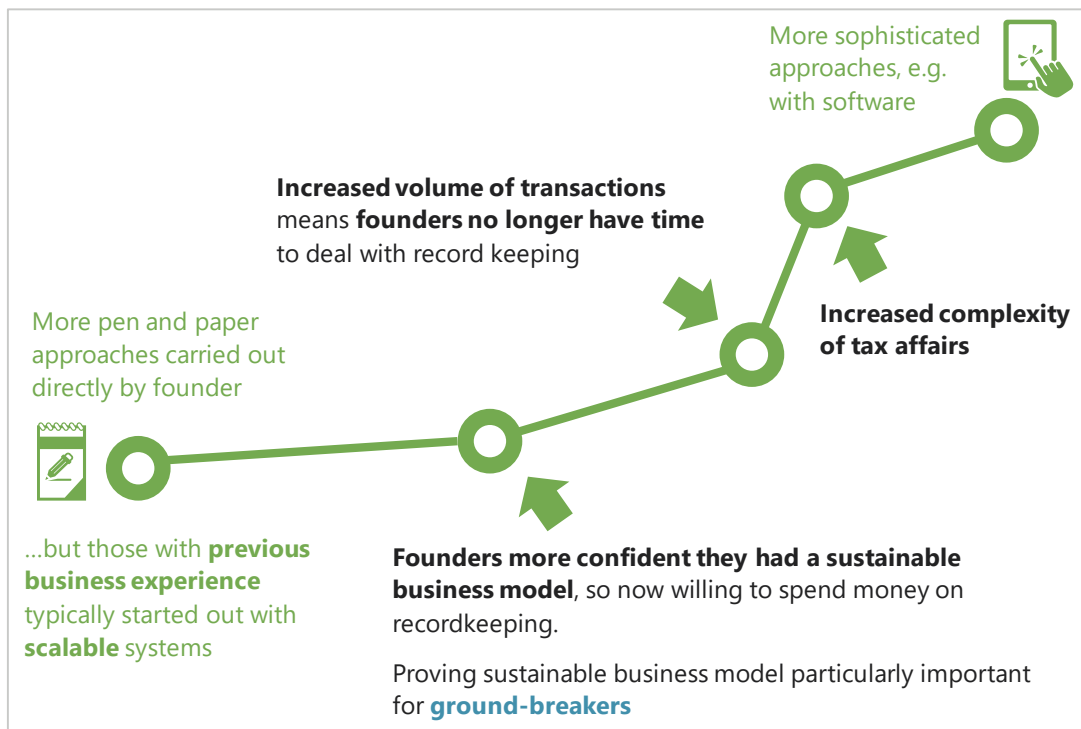 More sophisticated
approaches, e.g.
with software
Increased volume of transactions
means founders no longer have time
to deal with record keeping
Increased complexity
of tax affairs
More pen and paper
approaches carried out
directly by founder
...but those with previous
business experience
typically started out with
scalable systems
Founders more confident they had a sustainable
business model, so now willing to spend money on
recordkeeping.
Proving sustainable business model particularly important
for ground-breakers